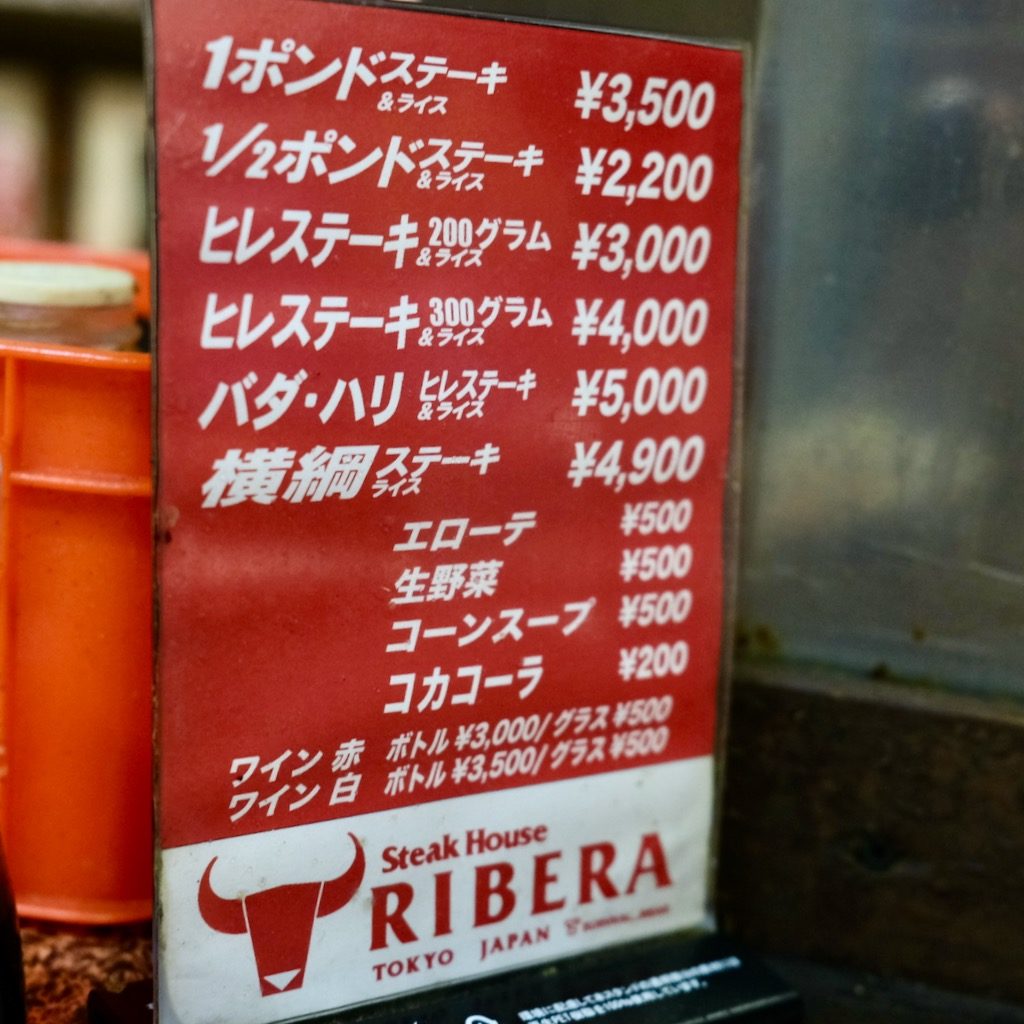 1ポンドステーキ&ライス ¥3,500
1/2ポンドステーキ&ライス ¥2,200
ヒレステーキ200グラム&ライス ¥3,000
ヒレステーキ300グラム&ライス ¥4,000
バダ・ハリ ヒレステーキ&ライス ¥5,000
横綱ステーキライス ¥4,900
エローテ ¥500
生野菜 ¥500
コーンスープ ¥500
コカコーラ ¥200
ワイン 赤 ボトル ¥3,000/グラス ¥500
ワイン 白 ボトル ¥3,500/グラス ¥500
Steak House
RIBERA
TOKYO JAPAN